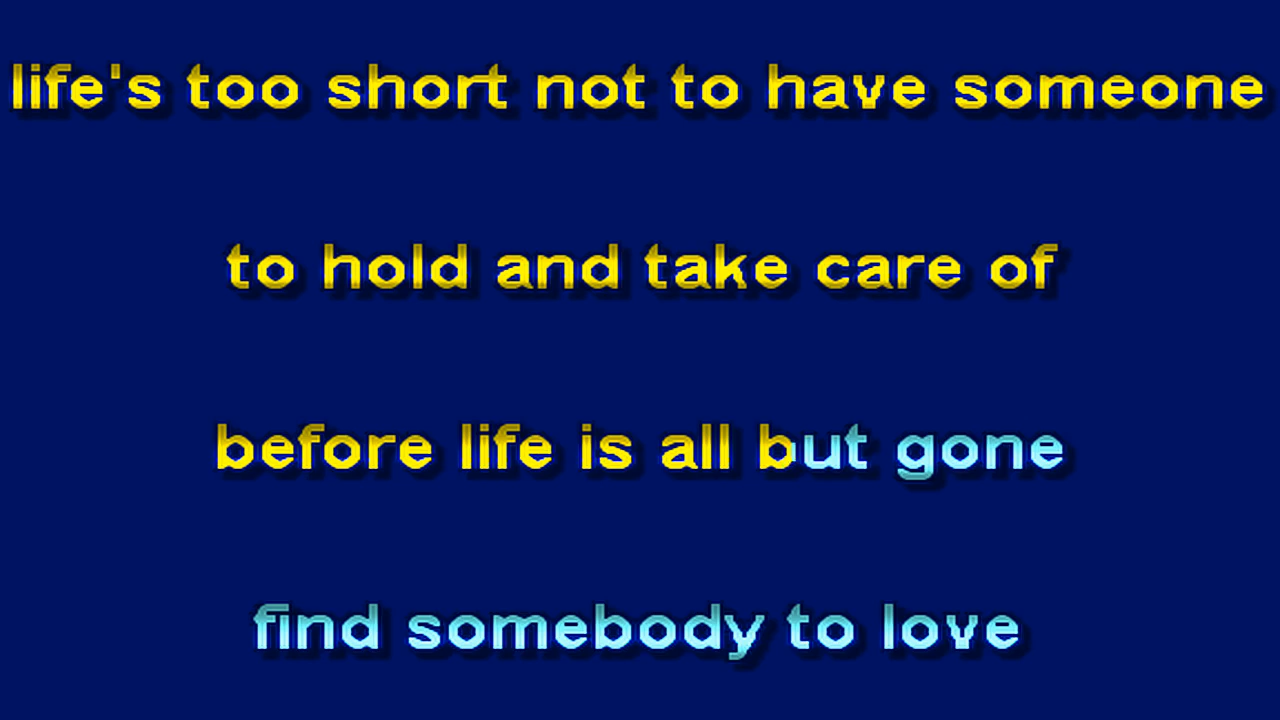 life's too short not to have someone
to hold and take care of
before life is all but gone
find somebody to love